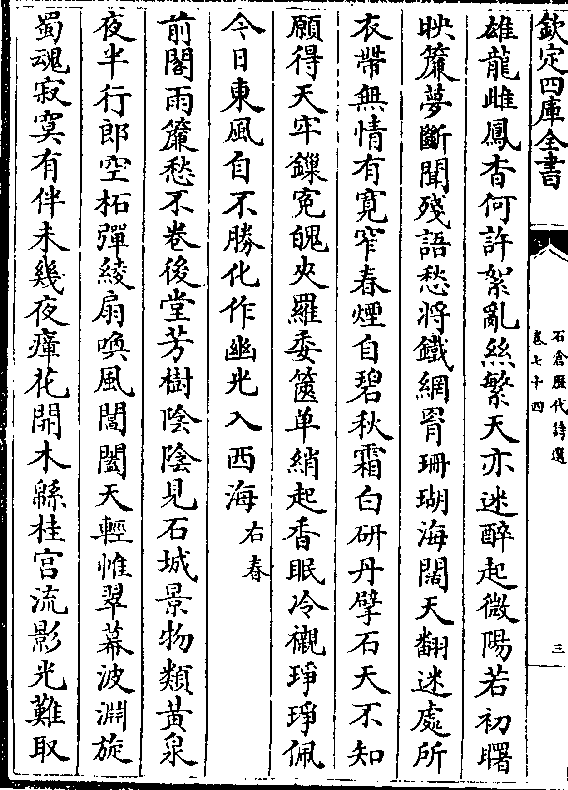 欽定四庫全書
石倉歷代詩選
卷七十四
三
雄龍雌鳳杳何許絮亂絲繁天亦迷醉起微陽若初曙
映簾夢斷聞殘語愁將鐵網罥珊瑚海闊天翻迷處所
衣帶無情有寬窄春煙自碧秋霜白研丹擘石天不知
願得天牢鏁冤魄夾羅委篋单綃起香眠冷襯琤琤佩
今日東風自不勝化作幽光入西海右春
前閣雨簾愁不卷後堂芳樹陰陰見石城景物類黃泉
夜半行郎空柘彈綾扇喚風閶闔天輕帷翠幕波淵旋
蜀魂寂寞有伴未幾夜瘴花開木緜桂宮流影光難取